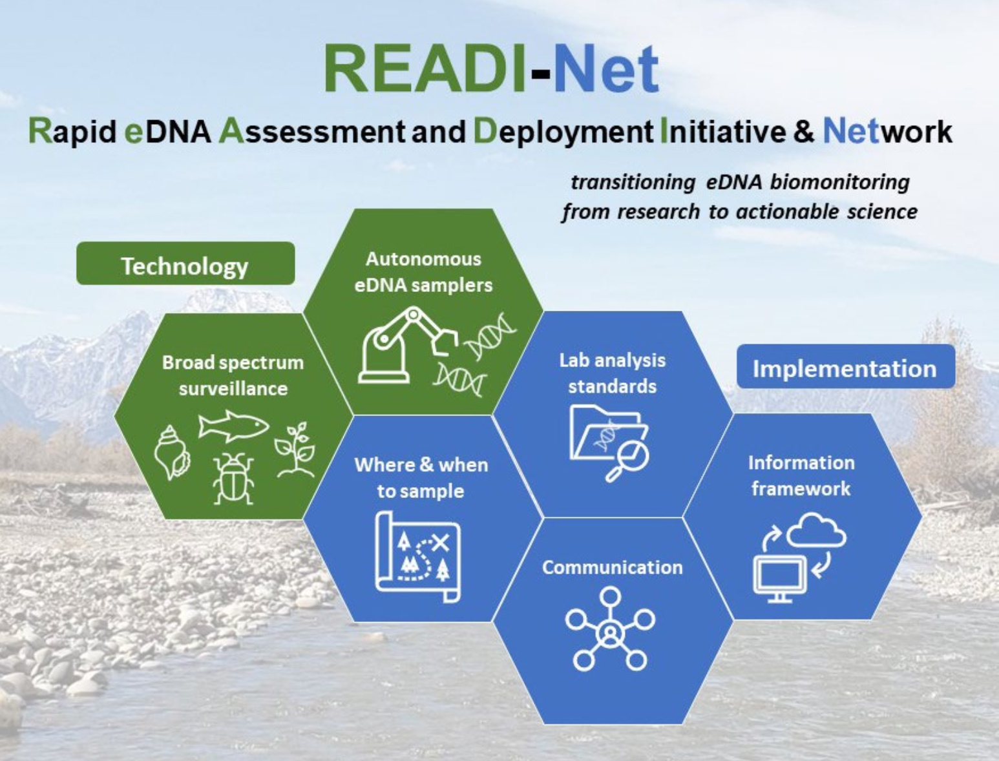 READI-Net
Rapid eDNA Assessment and Deployment Initiative & Network
transitioning eDNA biomonitoring
from research to actionable science
Technology
Autonomous
eDNA samplers
Broad spectrum
surveillance
Lab analysis
standards
Implementation
Where & when
to sample
Information
framework
Communication